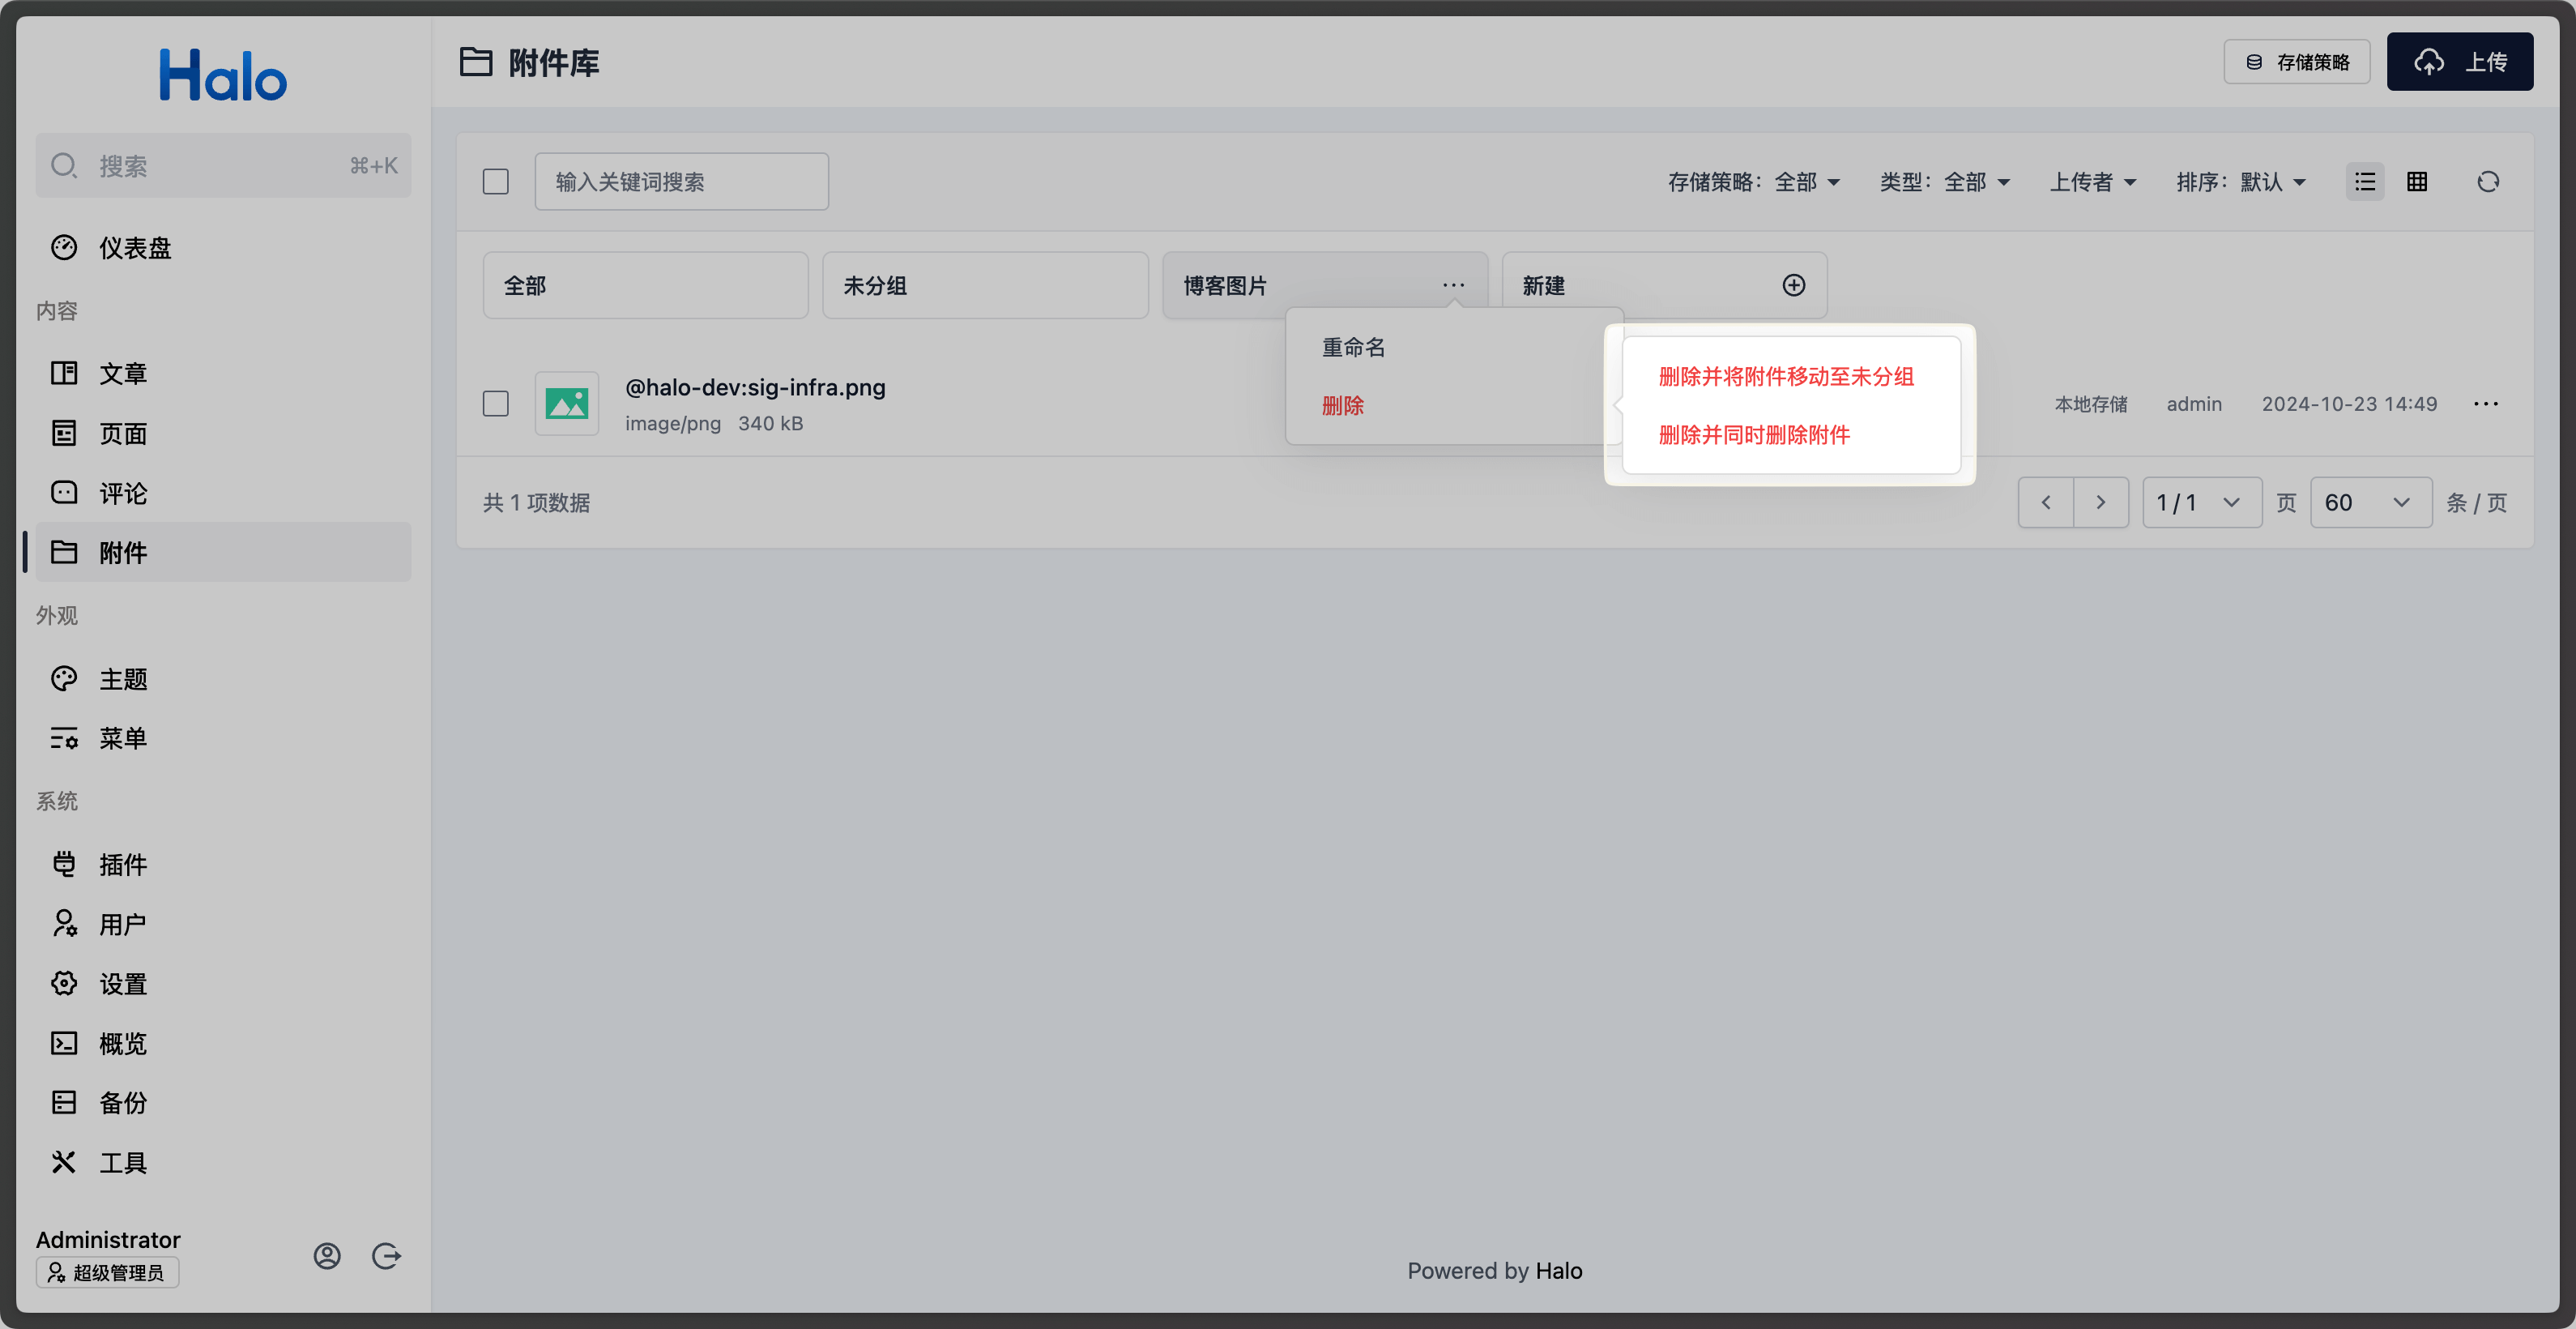 Halo
搜索 ⌘+K
仪表盘
内容
文章
页面
评论
附件
外观
主题
菜单
系统
插件
用户
设置
概览
备份
工具
Administrator
超级管理员
附件库
存储策略
上传
输入关键词搜索
存储策略：全部 类型：全部 上传者 排序：默认
全部 未分组 博客图片 ··· 新建
重命名
删除
删除并将附件移动至未分组
删除并同时删除附件
@halo-dev:sig-infra.png
image/png 340 kB
本地存储 admin 2024-10-23 14:49 ···
共 1 项数据
1 / 1 页 60 条 / 页
Powered by Halo